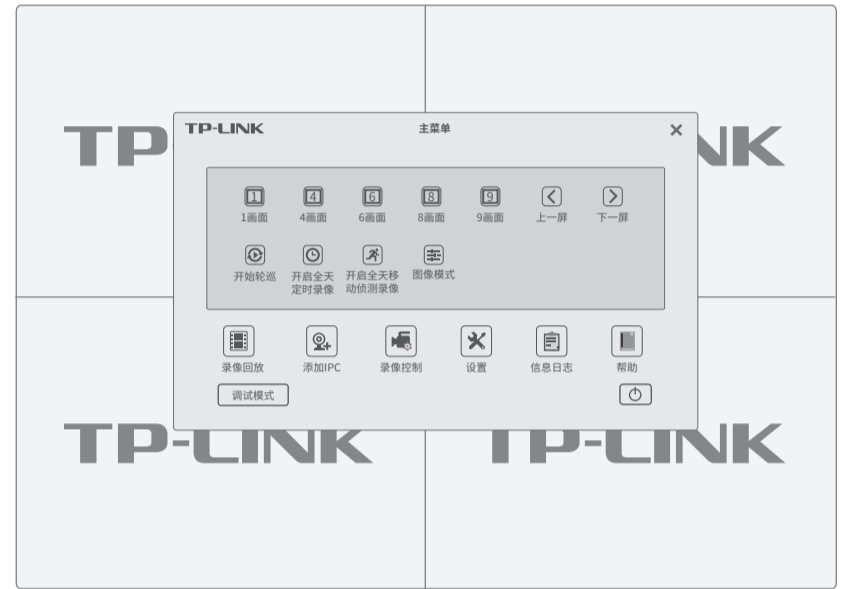 TP-LINK
主菜单
1画面
4画面
6画面
8画面
9画面
上一屏
下一屏
开始轮巡
开启全天
定时录像
开启全天移
动侦测录像
图像模式
录像回放
添加IPC
录像控制
设置
信息日志
帮助
调试模式
TP-LINK
TP-LINK